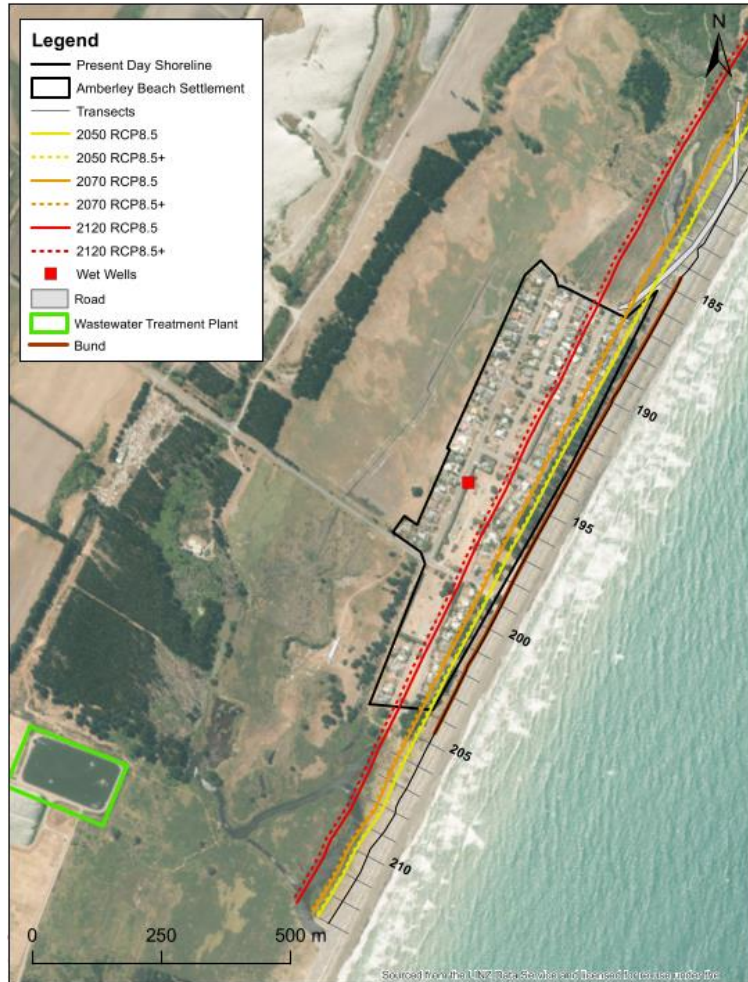 Legend
Present Day Shoreline
Amberley Beach Settlement
Transects
2050 RCP8.5
2050 RCP8.5+
2070 RCP8.5
2070 RCP8.5+
2120 RCP8.5
2120 RCP8.5+
Wet Wells
Road
Wastewater Treatment Plant
Bund
N
185
190
195
200
205
210
0 250 500 m
Sourced from the LINZ Data Service and licensed for re-use under the